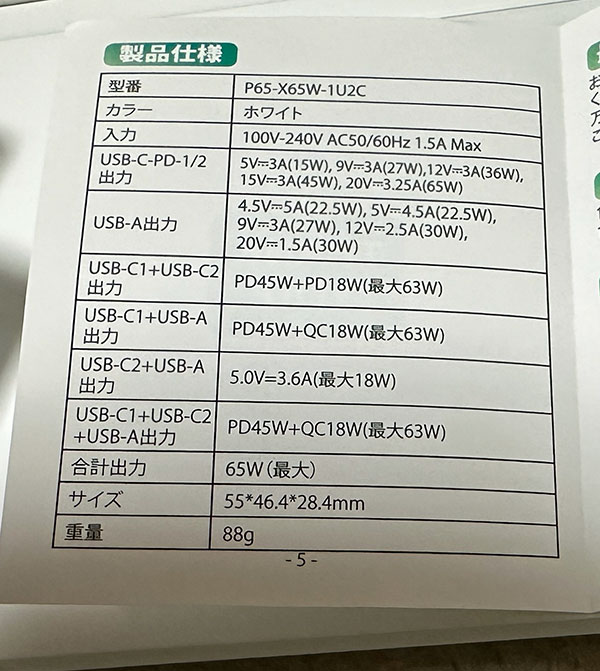 製品仕様
型番 P65-X65W-1U2C
カラー ホワイト
入力 100V-240V AC50/60Hz 1.5A Max
USB-C-PD-1/2
出力
5V⎓3A(15W), 9V⎓3A(27W),12V⎓3A(36W),
15V⎓3A(45W), 20V⎓3.25A(65W)
USB-A出力
4.5V⎓5A(22.5W), 5V⎓4.5A(22.5W),
9V⎓3A(27W), 12V⎓2.5A(30W),
20V⎓1.5A(30W)
USB-C1+USB-C2
出力
PD45W+PD18W(最大63W)
USB-C1+USB-A
出力
PD45W+QC18W(最大63W)
USB-C2+USB-A
出力
5.0V=3.6A(最大18W)
USB-C1+USB-C2
+USB-A出力
PD45W+QC18W(最大63W)
合計出力 65W（最大）
サイズ 55*46.4*28.4mm
重量 88g
- 5 -
お
く
ご